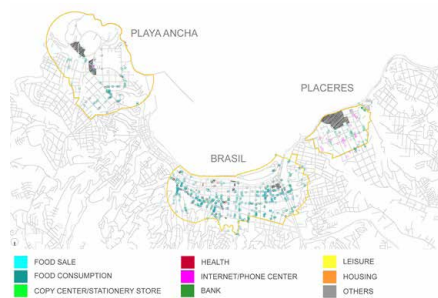 PLAYA ANCHA
PLACERES
BRASIL
FOOD SALE
FOOD CONSUMPTION
COPY CENTER/STATIONERY STORE
HEALTH
INTERNET/PHONE CENTER
BANK
LEISURE
HOUSING
OTHERS